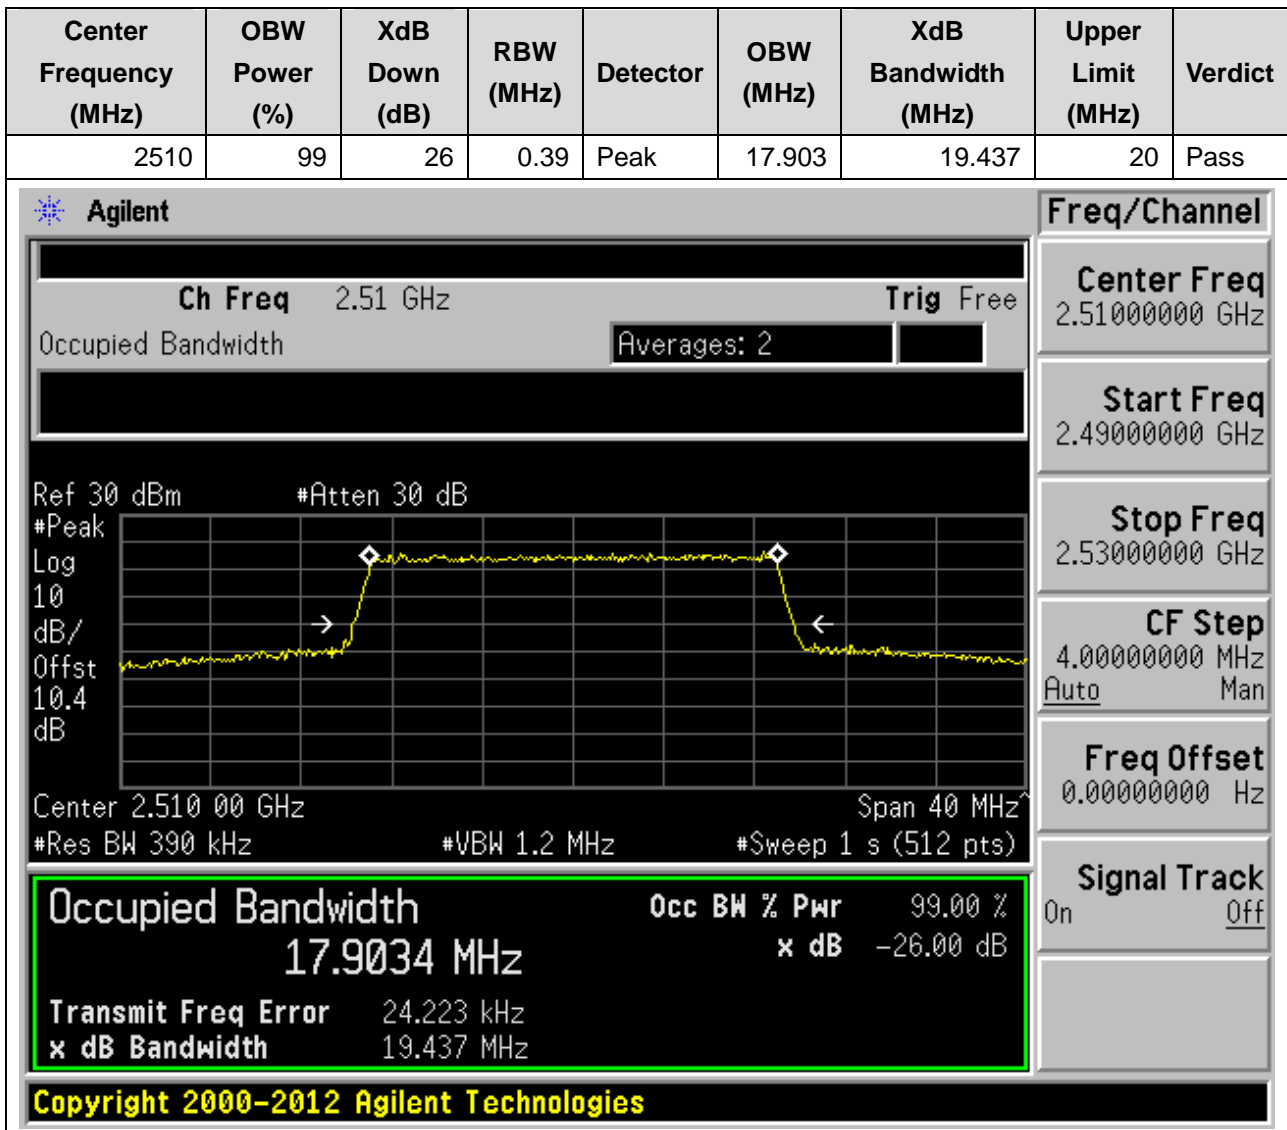 Center Frequency (MHz) OBW Power (%) XdB Down (dB) RBW (MHz) Detector OBW (MHz) XdB Bandwidth (MHz) Upper Limit (MHz) Verdict
2510 99 26 0.39 Peak 17.903 19.437 20 Pass
Agilent
Freq/Channel
Ch Freq 2.51 GHz Trig Free
Occupied Bandwidth Averages: 2
Center Freq
2.51000000 GHz
Start Freq
2.49000000 GHz
Stop Freq
2.53000000 GHz
CF Step
4.00000000 MHz
Auto Man
Freq Offset
0.00000000 Hz
Signal Track
On Off
Ref 30 dBm #Atten 30 dB
#Peak
Log
10
dB/
Offst
10.4
dB
Center 2.510 00 GHz Span 40 MHz^
#Res BW 390 kHz #VBW 1.2 MHz #Sweep 1 s (512 pts)
Occupied Bandwidth Occ BW % Pwr 99.00 %
17.9034 MHz x dB -26.00 dB
Transmit Freq Error 24.223 kHz
x dB Bandwidth 19.437 MHz
Copyright 2000-2012 Agilent Technologies